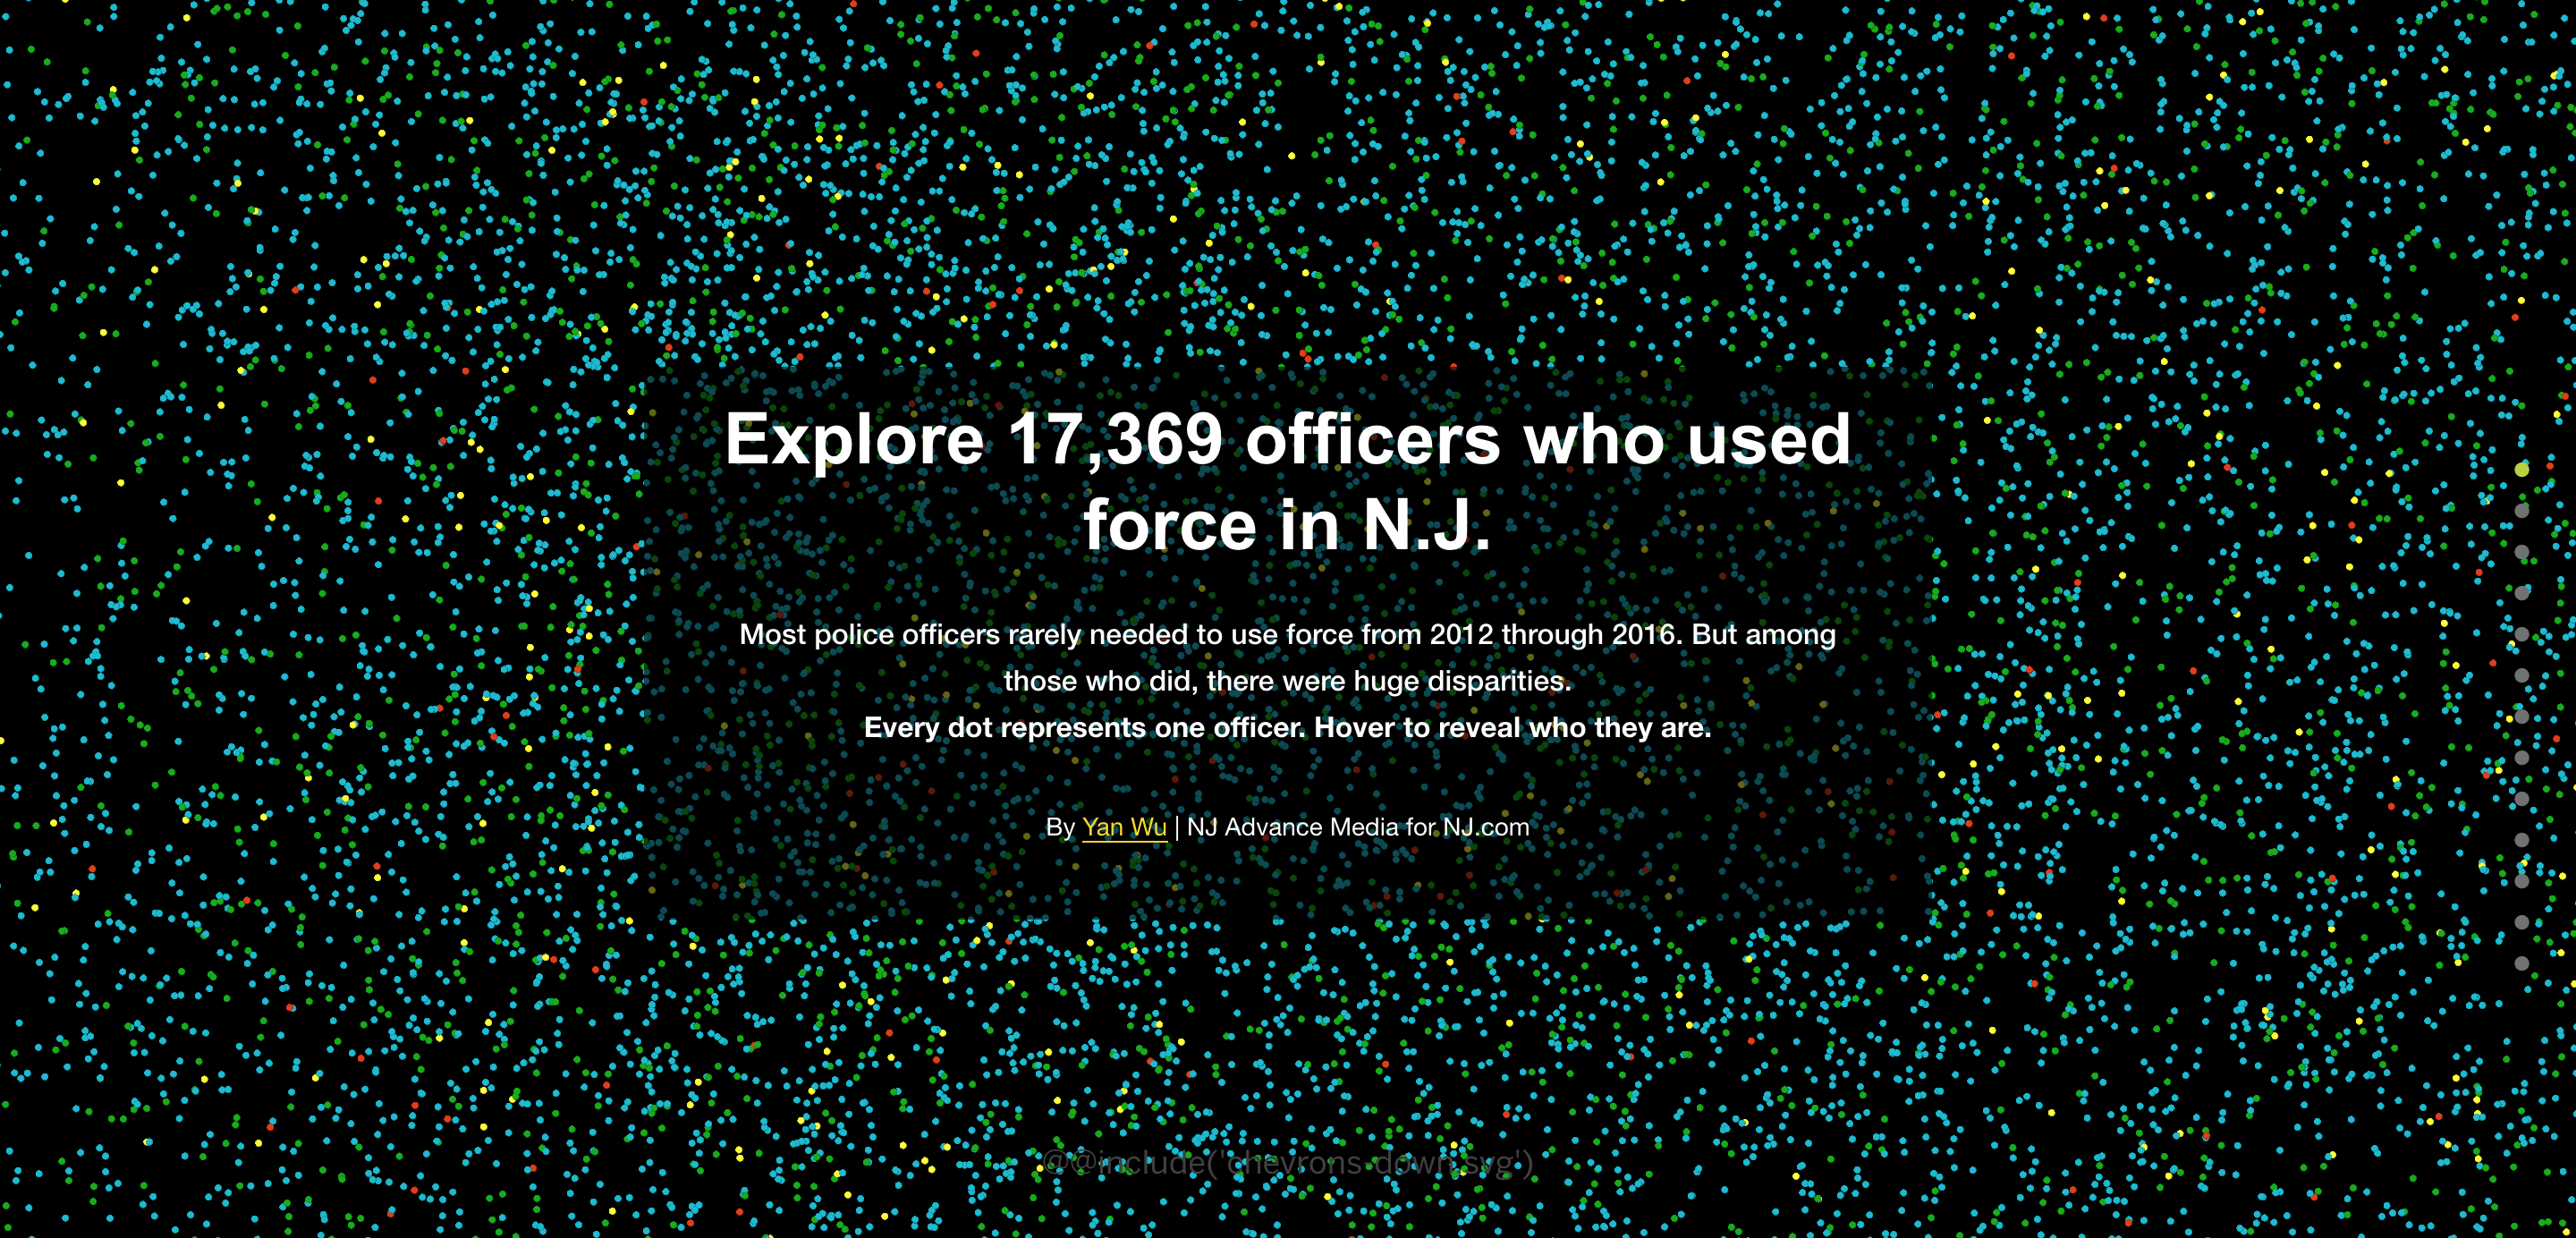 Explore 17,369 officers who used
force in N.J.
Most police officers rarely needed to use force from 2012 through 2016. But among
those who did, there were huge disparities.
Every dot represents one officer. Hover to reveal who they are.
By Yan Wu | NJ Advance Media for NJ.com
@@include('chevrons-down.svg')